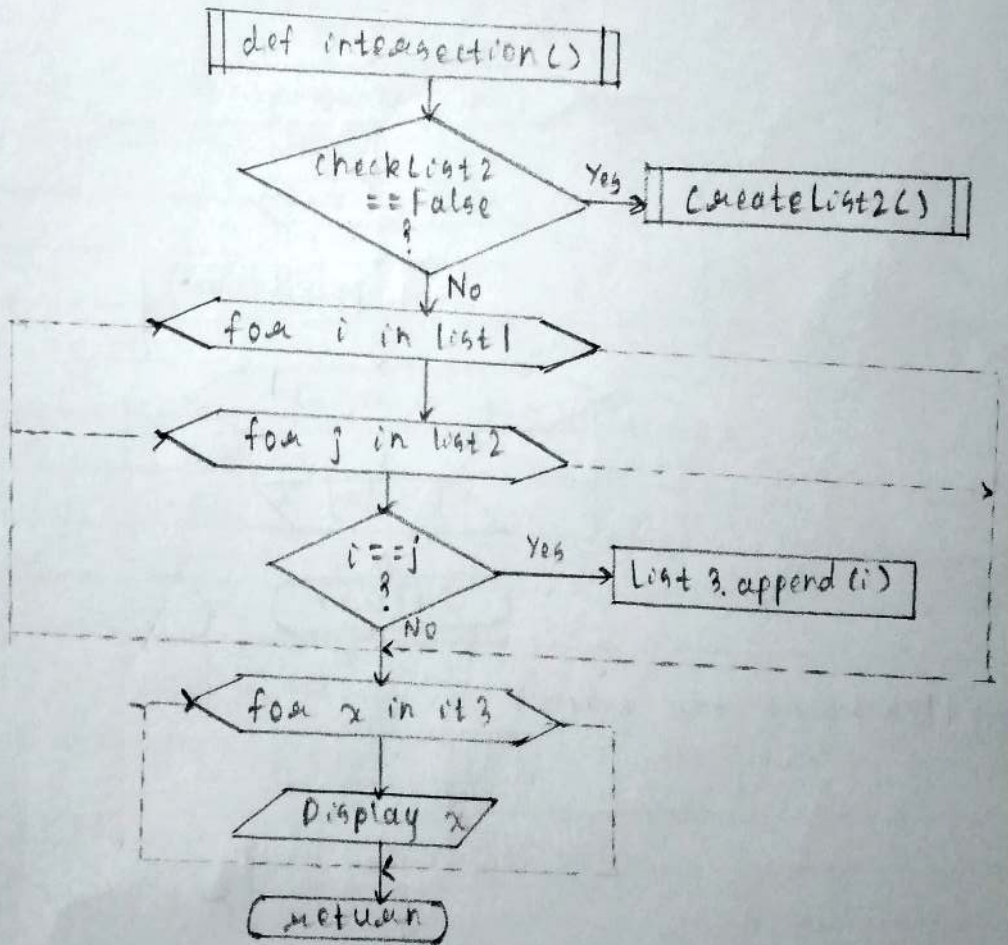 def intersection()
CheckList2
==False
?
Yes
CreateList2()
No
for i in list1
for j in list2
i==j
?
Yes
List3.append(i)
No
for x in it3
Display x
return